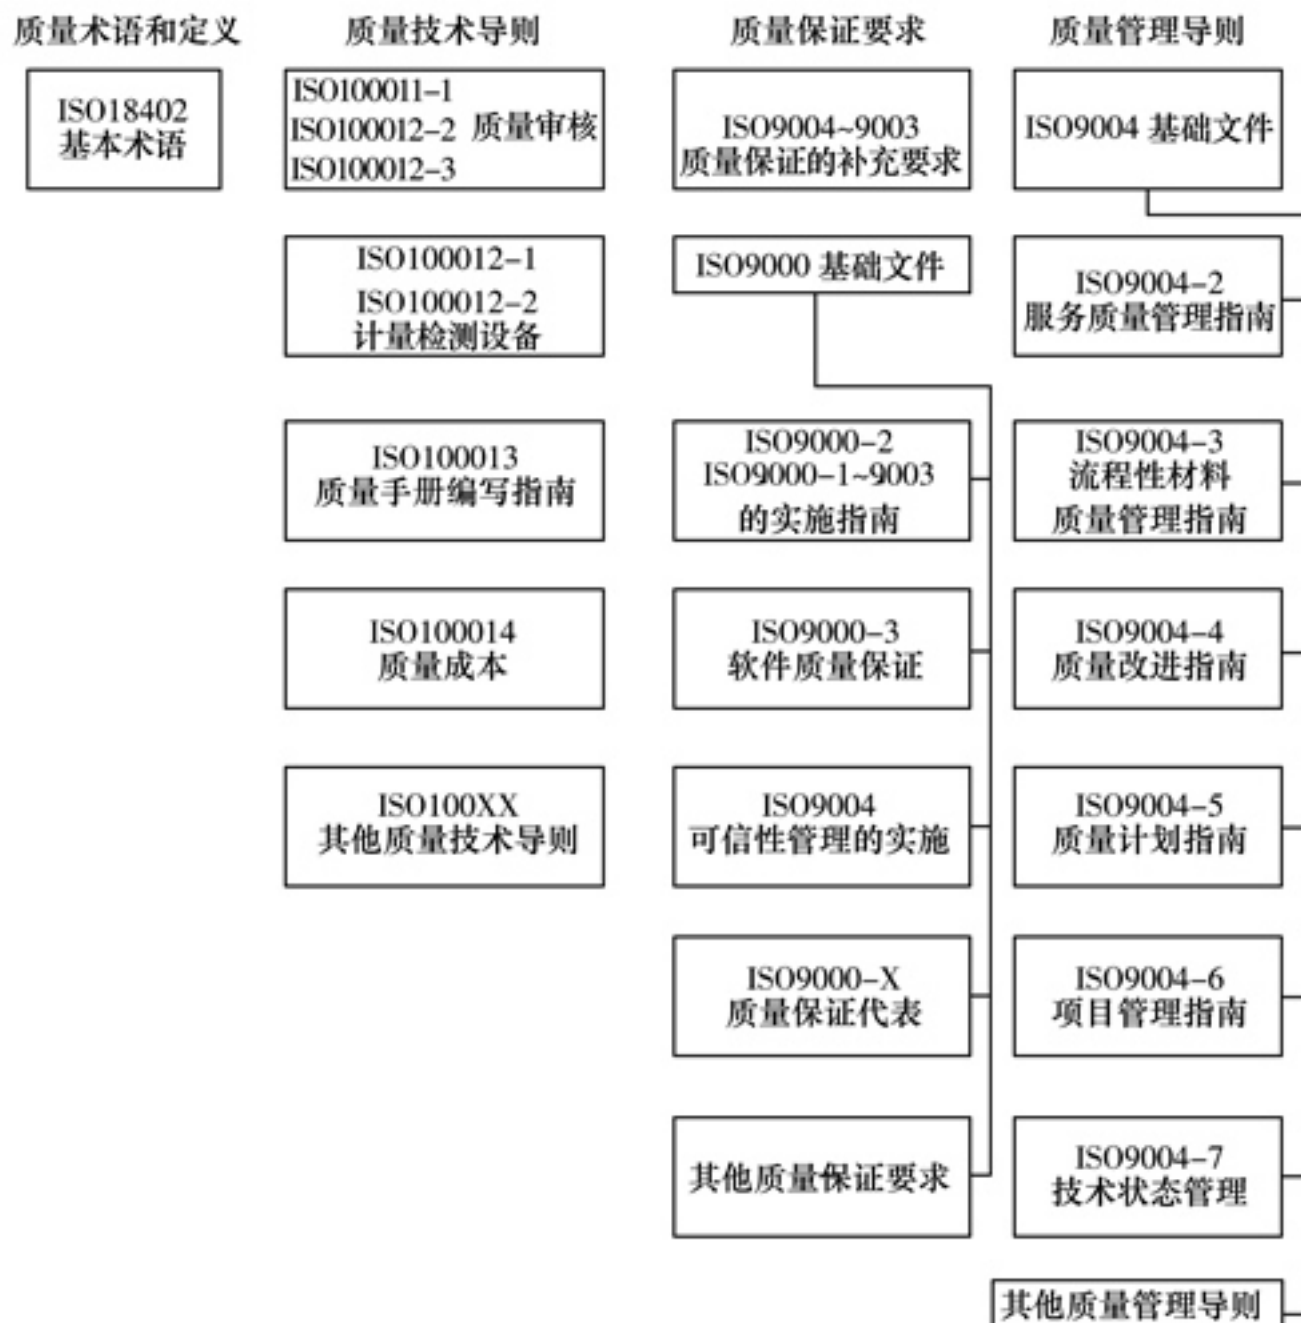 质量术语和定义
ISO18402
基本术语
质量技术导则
ISO100011-1
ISO100012-2 质量审核
ISO100012-3
ISO100012-1
ISO100012-2
计量检测设备
ISO100013
质量手册编写指南
ISO100014
质量成本
ISO100XX
其他质量技术导则
质量保证要求
ISO9004~9003
质量保证的补充要求
ISO9000 基础文件
ISO9000-2
ISO9000-1~9003
的实施指南
ISO9000-3
软件质量保证
ISO9004
可信性管理的实施
ISO9000-X
质量保证代表
其他质量保证要求
质量管理导则
ISO9004 基础文件
ISO9004-2
服务质量管理指南
ISO9004-3
流程性材料
质量管理指南
ISO9004-4
质量改进指南
ISO9004-5
质量计划指南
ISO9004-6
项目管理指南
ISO9004-7
技术状态管理
其他质量管理导则